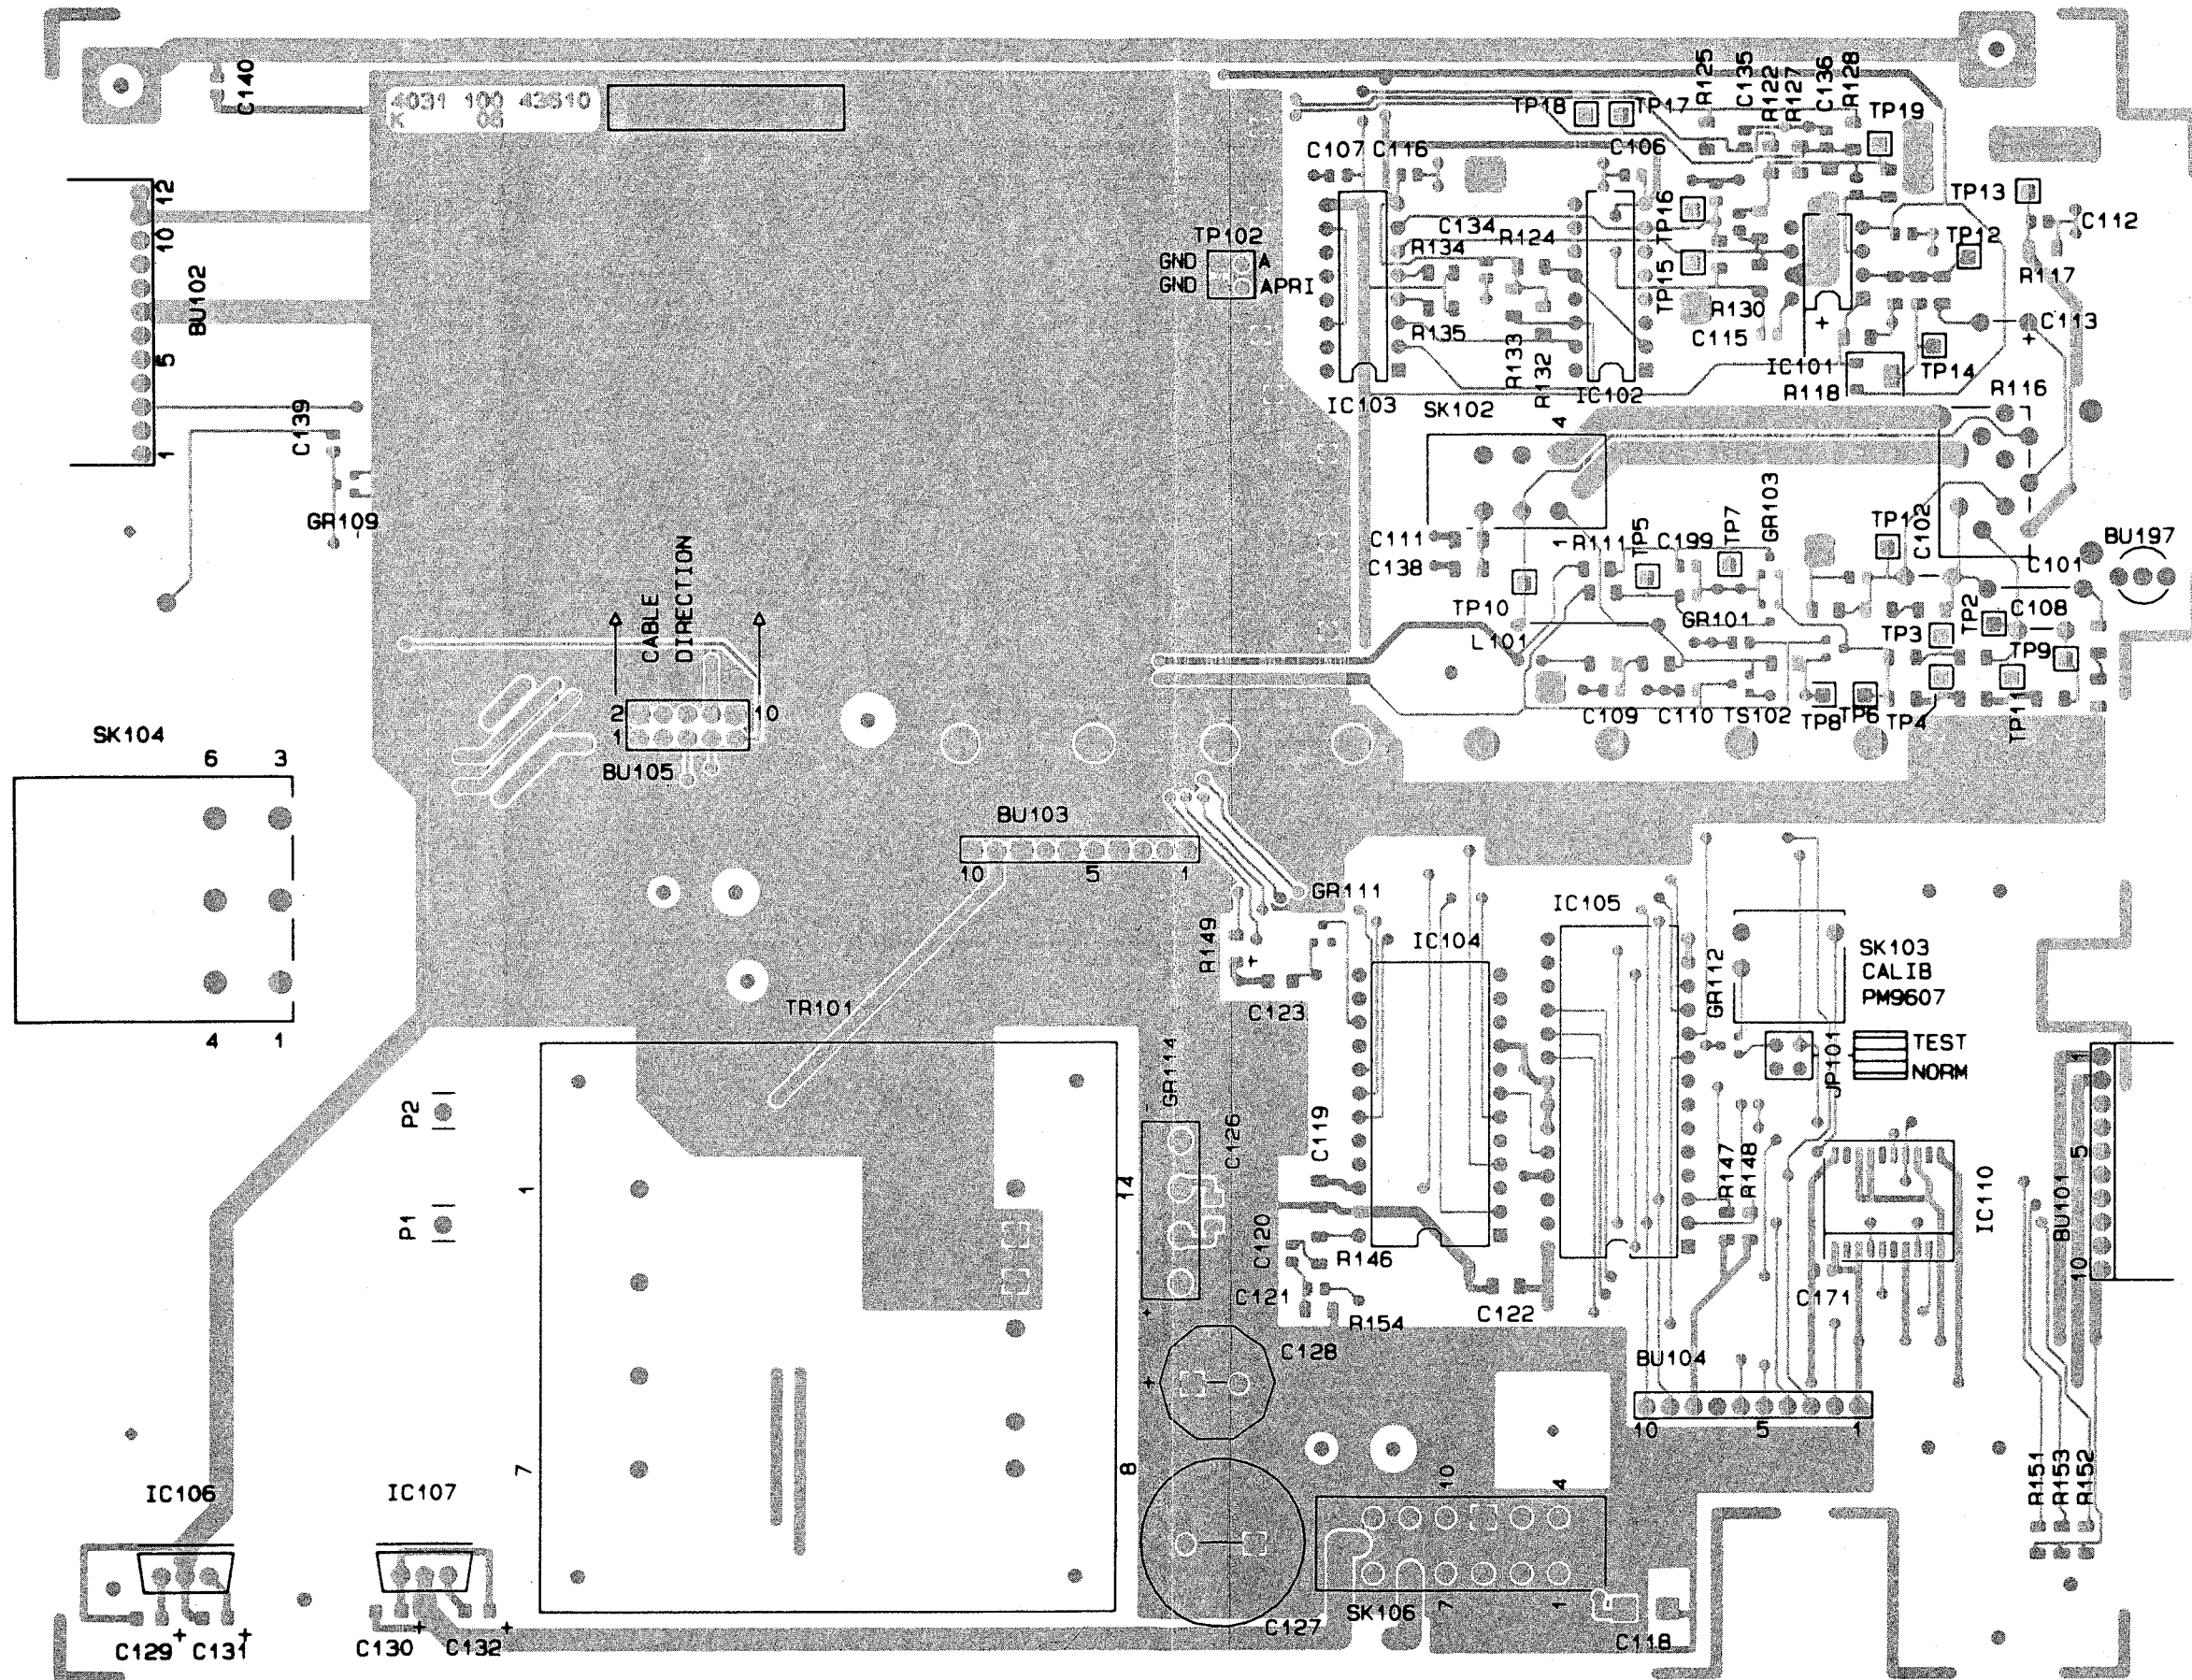 C140
4031 100 43610
K 08
12
10
BU102
5
1
C139
GR109
R125
C135
R122
R127
C136
R128
TP18
TP17
TP19
C107
C116
C106
TP16
TP13
C112
TP102
GND
A
GND
APRI
C134
R134
R124
TP12
TP15
R117
R130
R135
C115
+
C113
+
R133
R132
IC101
TP14
R118
R116
IC103
SK102
IC102
4
1
C111
C138
R111
TP5
C199
TP7
GR103
TP1
C102
C101
BU197
TP10
L101
GR101
TP3
TP2
C108
TP9
C109
C110
TS102
TP8
TP6
TP4
TP11
CABLE
DIRECTION
2
10
1
BU105
SK104
6 3
4 1
BU103
10
5
1
GR111
R149
+
C123
IC104
IC105
GR112
SK103
CALIB
PM9607
TEST
NORM
JP101
TR101
P2
P1
1
14
7
8
GR114
-
+
C126
C119
C120
R146
C121
R154
C122
R147
R148
IC110
C171
BU101
1
5
10
C128
+
BU104
10
5
1
R151
R153
R152
IC106
IC107
C129
+
C131
+
C130
+
C132
+
C127
10
4
SK106
7
1
C118